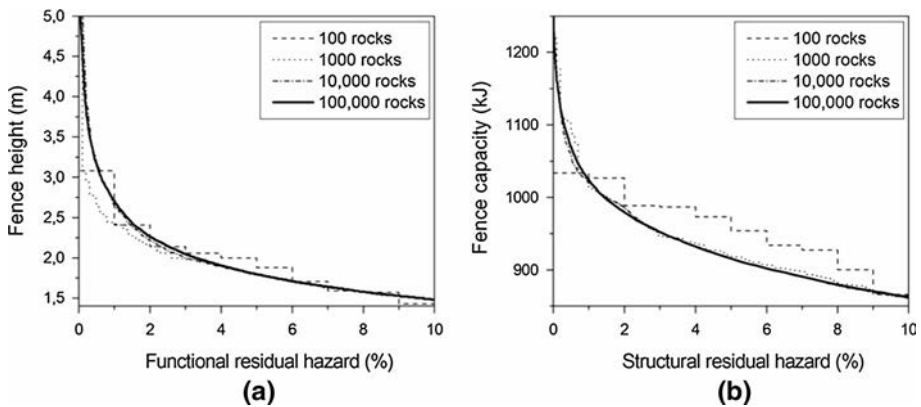 5,0
4,5
4,0
3,5
3,0
2,5
2,0
1,5
Fence height (m)
100 rocks
1000 rocks
10,000 rocks
100,000 rocks
0 2 4 6 8 10
Functional residual hazard (%)
(a)
1200
1100
1000
900
Fence capacity (kJ)
100 rocks
1000 rocks
10,000 rocks
100,000 rocks
0 2 4 6 8 10
Structural residual hazard (%)
(b)